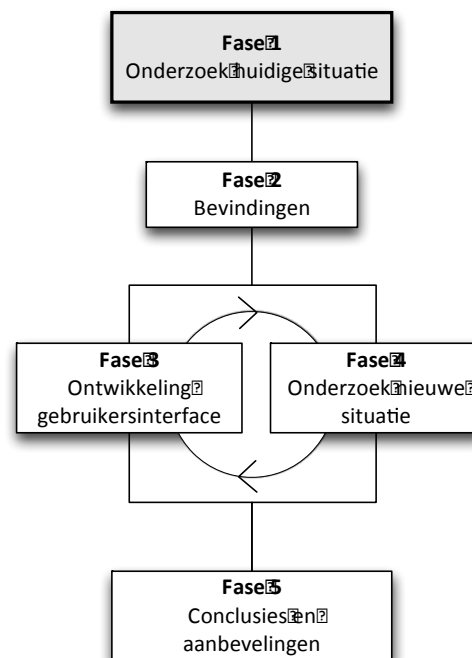 Fase 1
Onderzoek huidige situatie
Fase 2
Bevindingen
Fase 3
Ontwikkeling
gebruikersinterface
Fase 4
Onderzoek nieuwe
situatie
Fase 5
Conclusies en
aanbevelingen